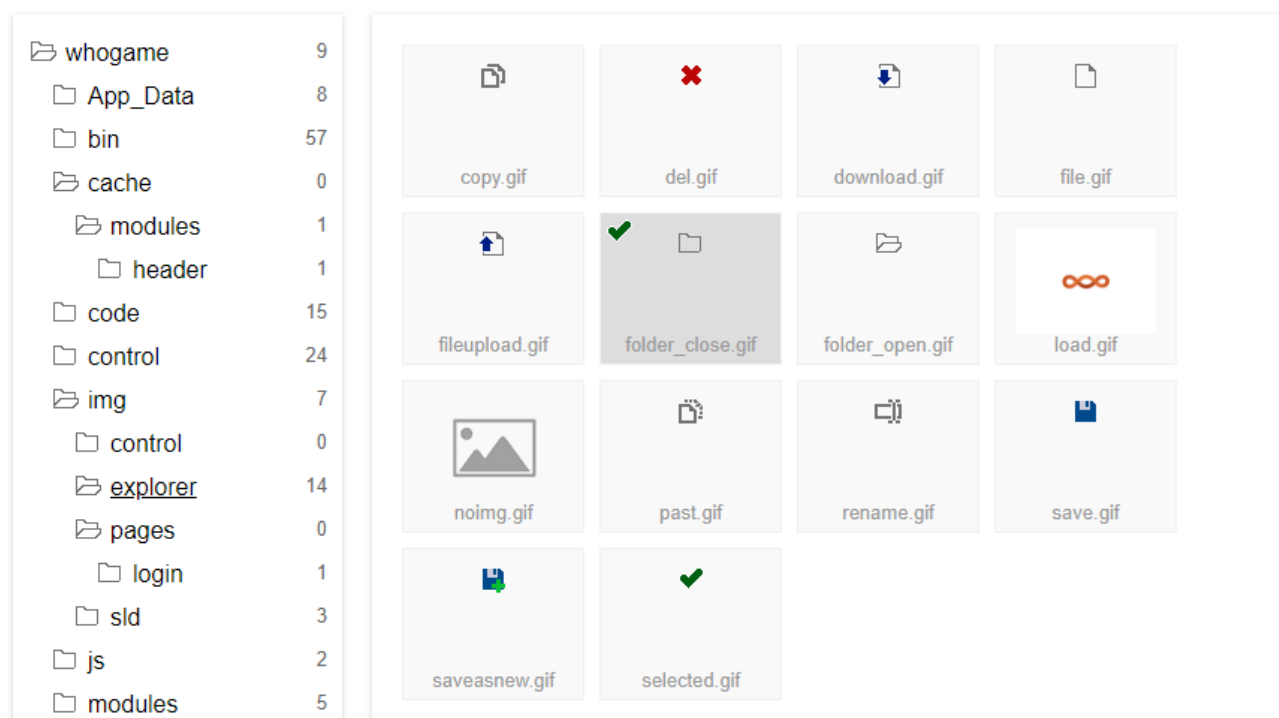 whogame 9
App_Data 8
bin 57
cache 0
modules 1
header 1
code 15
control 24
img 7
control 0
explorer 14
pages 0
login 1
sld 3
js 2
modules 5
copy.gif del.gif download.gif file.gif
fileupload.gif folder_close.gif folder_open.gif load.gif
noimg.gif past.gif rename.gif save.gif
saveasnew.gif selected.gif